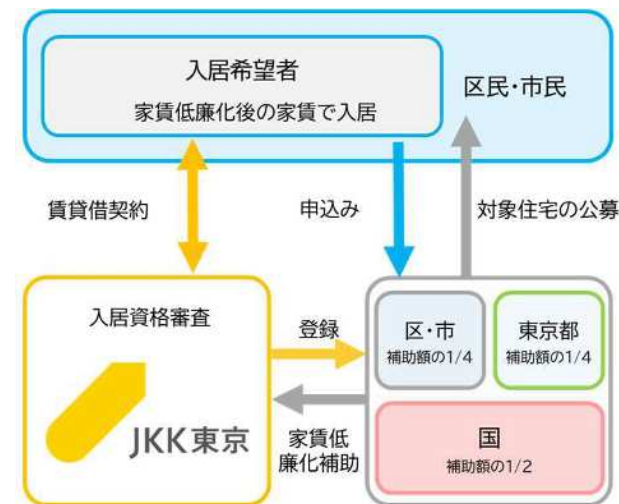 入居希望者
家賃低廉化後の家賃で入居
区民・市民
賃貸借契約
申込み
対象住宅の公募
入居資格審査
登録
区・市
補助額の1/4
東京都
補助額の1/4
JKK東京
家賃低
廉化補助
国
補助額の1/2